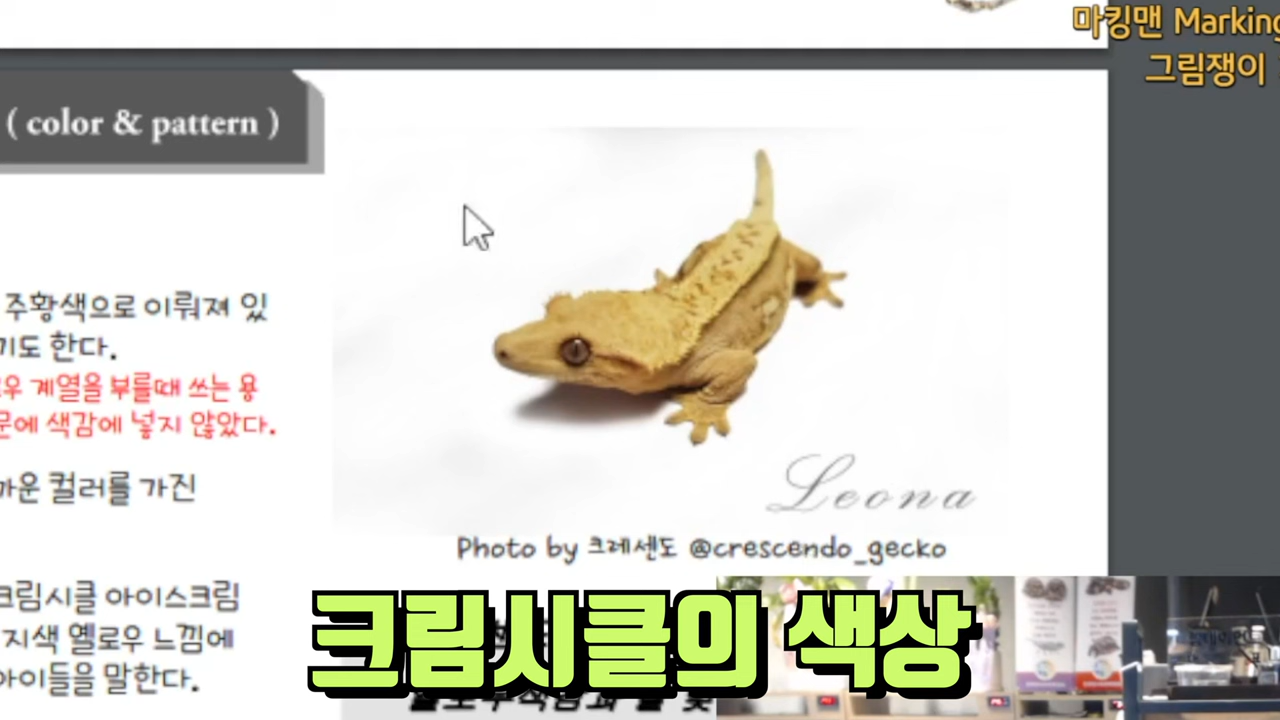 마킹맨 Marking
그림쟁이
( color & pattern )
주황색으로 이뤄져 있
기도 한다.
우 계열을 부를때 쓰는 용
문에 색감에 넣지 않았다.
까운 컬러를 가진
크림시클 아이스크림
지색 옐로우 느낌에
아이들을 말한다.
Leona
Photo by 크레센도 @crescendo_gecko
크림시클의 색상